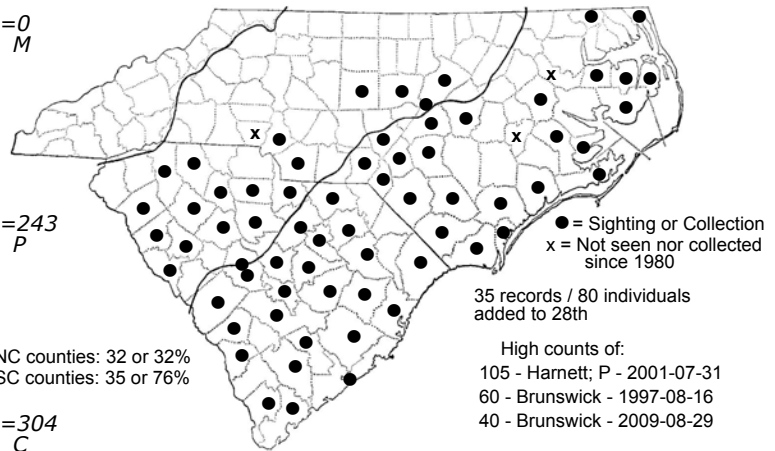 =0
M
x
x
x
=243
P
● = Sighting or Collection
x = Not seen nor collected
since 1980
35 records / 80 individuals
added to 28th
NC counties: 32 or 32%
SC counties: 35 or 76%
High counts of:
105 - Harnett; P - 2001-07-31
60 - Brunswick - 1997-08-16
40 - Brunswick - 2009-08-29
=304
C